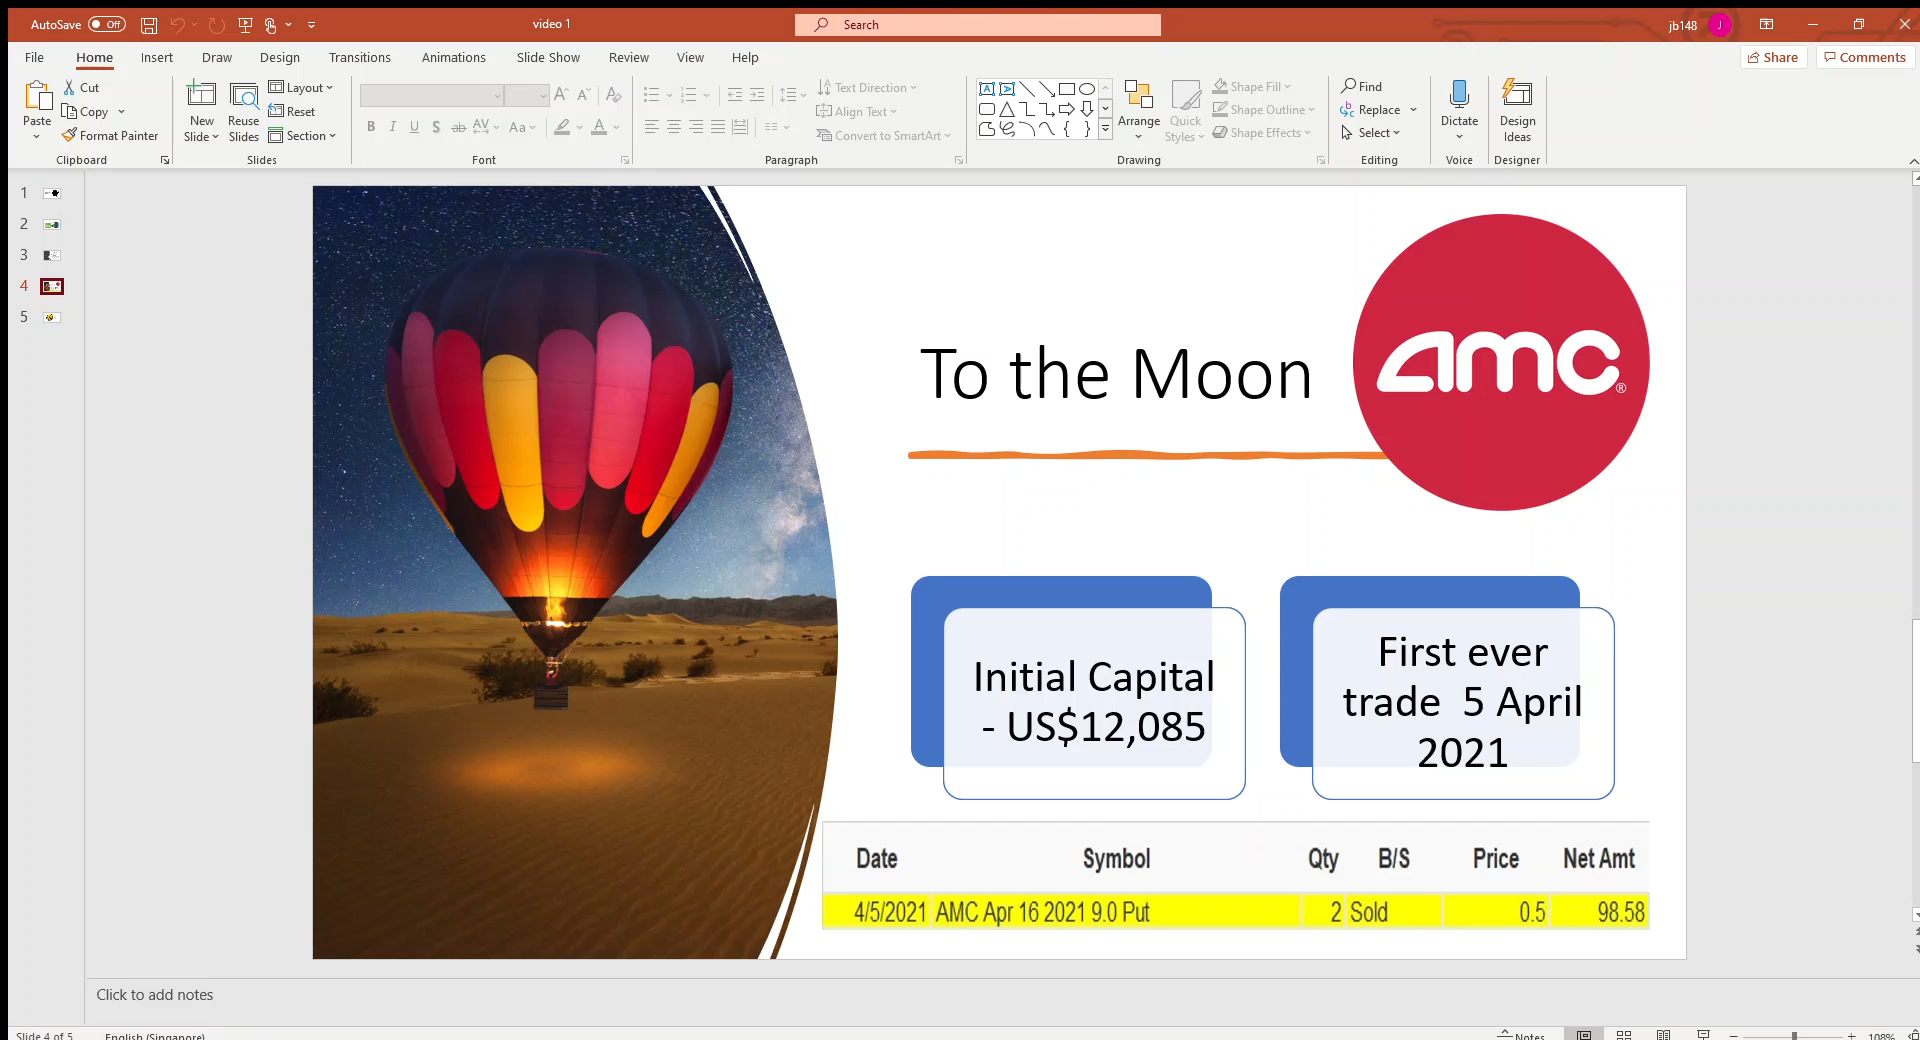 AutoSave Off video 1 Search jb148 J
File Home Insert Draw Design Transitions Animations Slide Show Review View Help Share Comments
Paste
Cut
Copy
Format Painter
Clipboard
New
Slide
Reuse
Slides
Layout
Reset
Section
Slides
B I U S ab AV Aa A
Font
Text Direction
Align Text
Convert to SmartArt
Paragraph
Arrange
Quick
Styles
Shape Fill
Shape Outline
Shape Effects
Drawing
Find
Replace
Select
Editing
Dictate
Voice
Design
Ideas
Designer
1
2
3
4
5
To the Moon
amc®
Initial Capital
- US$12,085
First ever
trade 5 April
2021
Date Symbol Qty B/S Price Net Amt
4/5/2021 AMC Apr 16 2021 9.0 Put 2 Sold 0.5 98.58
Click to add notes
Slide 4 of 5 English (Singapore) Notes 108%